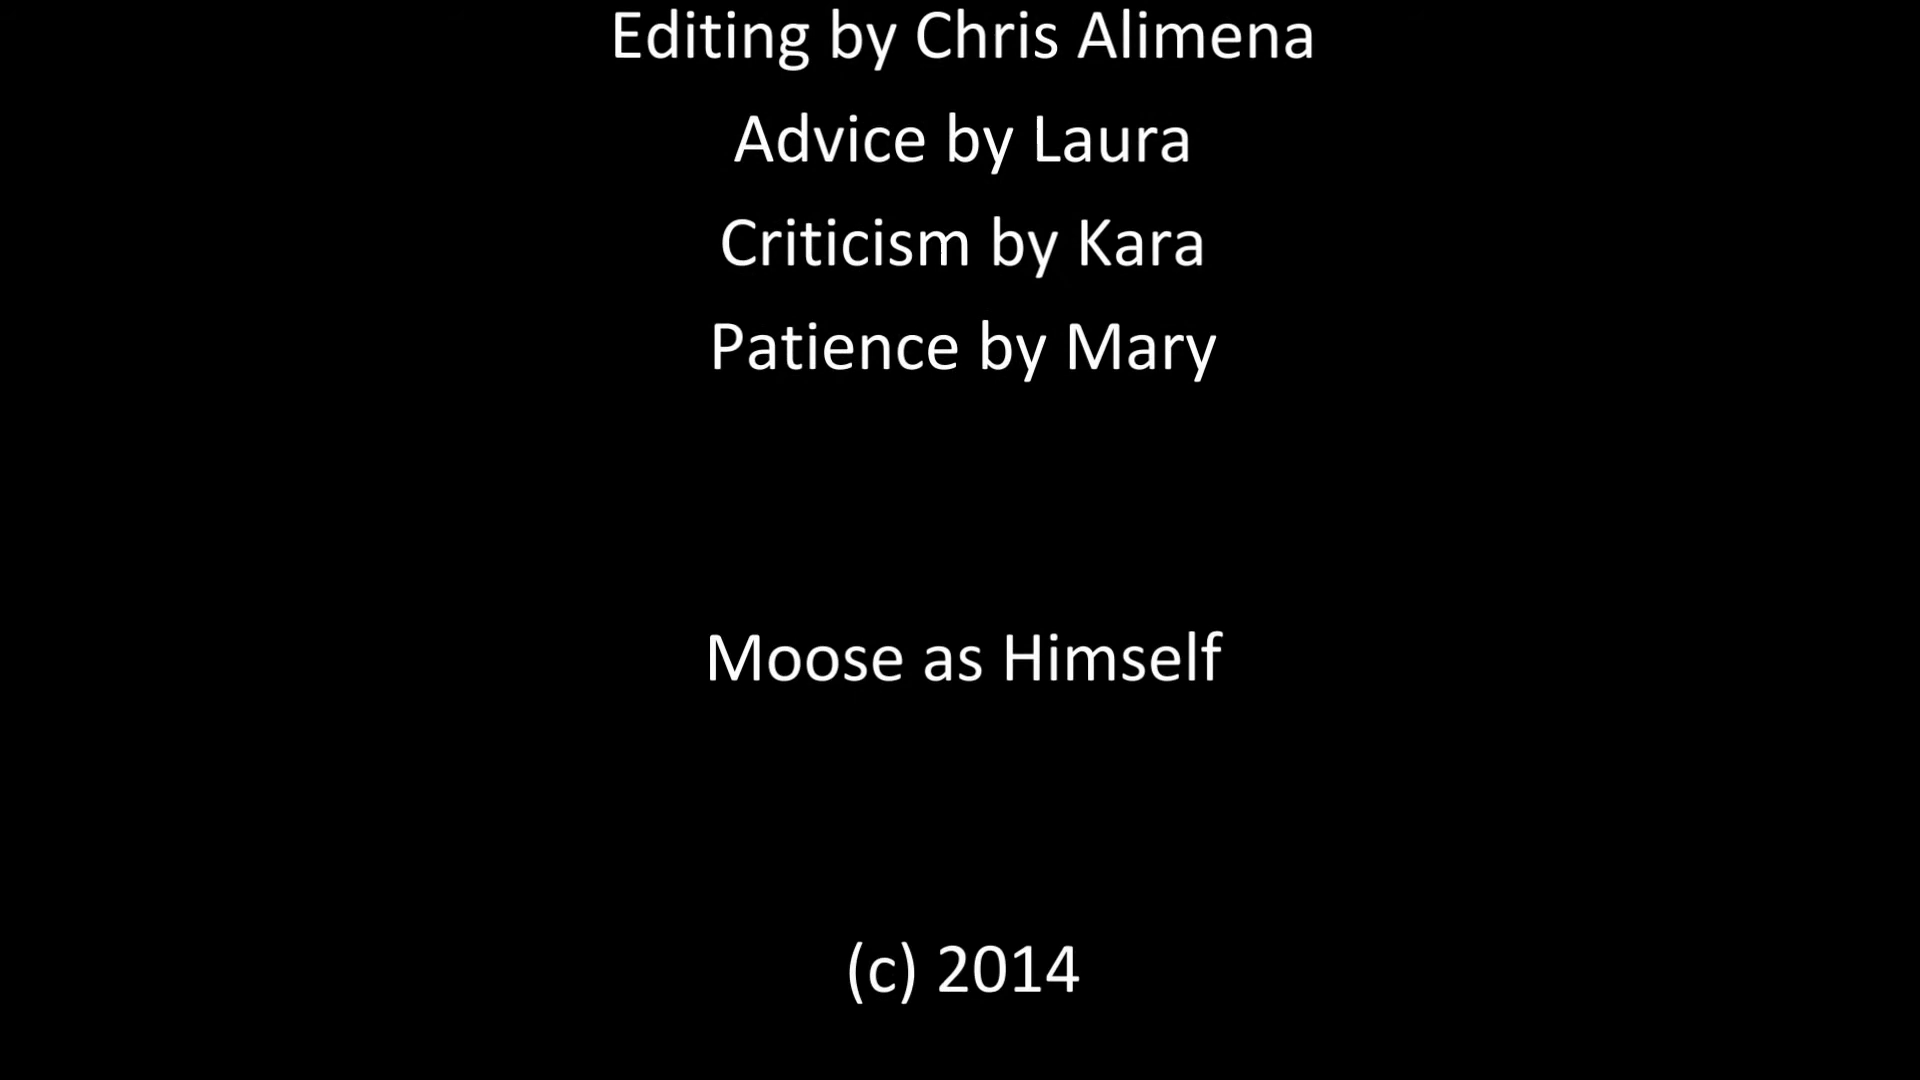 Editing by Chris Alimena
Advice by Laura
Criticism by Kara
Patience by Mary
Moose as Himself
(c) 2014